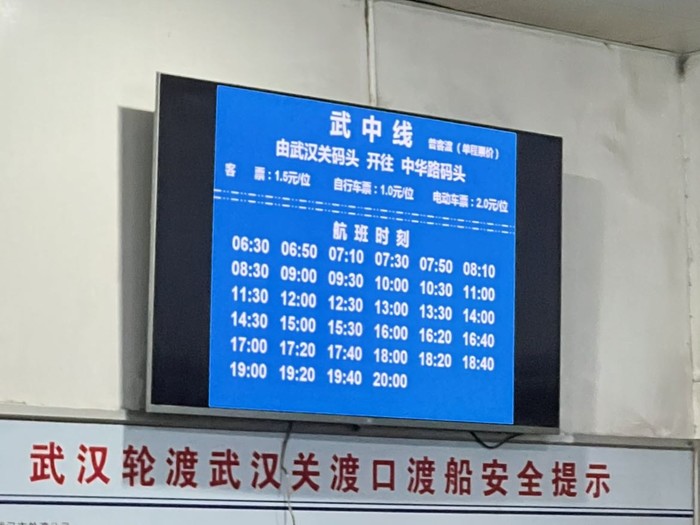 武中线 普客渡（单程票价）
由武汉关码头 开往 中华路码头
客 票：1.5元/位 自行车票：1.0元/位 电动车票：2.0元/位
航班时刻
06:30 06:50 07:10 07:30 07:50 08:10
08:30 09:00 09:30 10:00 10:30 11:00
11:30 12:00 12:30 13:00 13:30 14:00
14:30 15:00 15:30 16:00 16:20 16:40
17:00 17:20 17:40 18:00 18:20 18:40
19:00 19:20 19:40 20:00
武汉轮渡武汉关渡口渡船安全提示